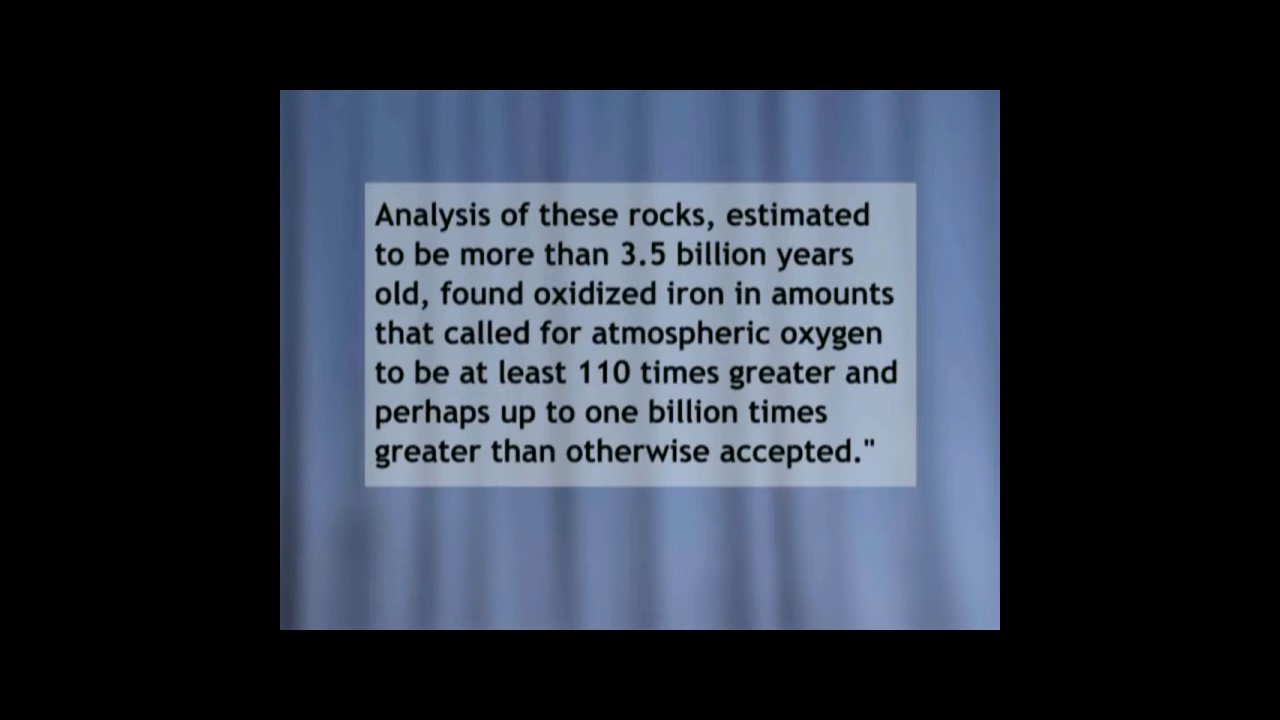 Analysis of these rocks, estimated
to be more than 3.5 billion years
old, found oxidized iron in amounts
that called for atmospheric oxygen
to be at least 110 times greater and
perhaps up to one billion times
greater than otherwise accepted."